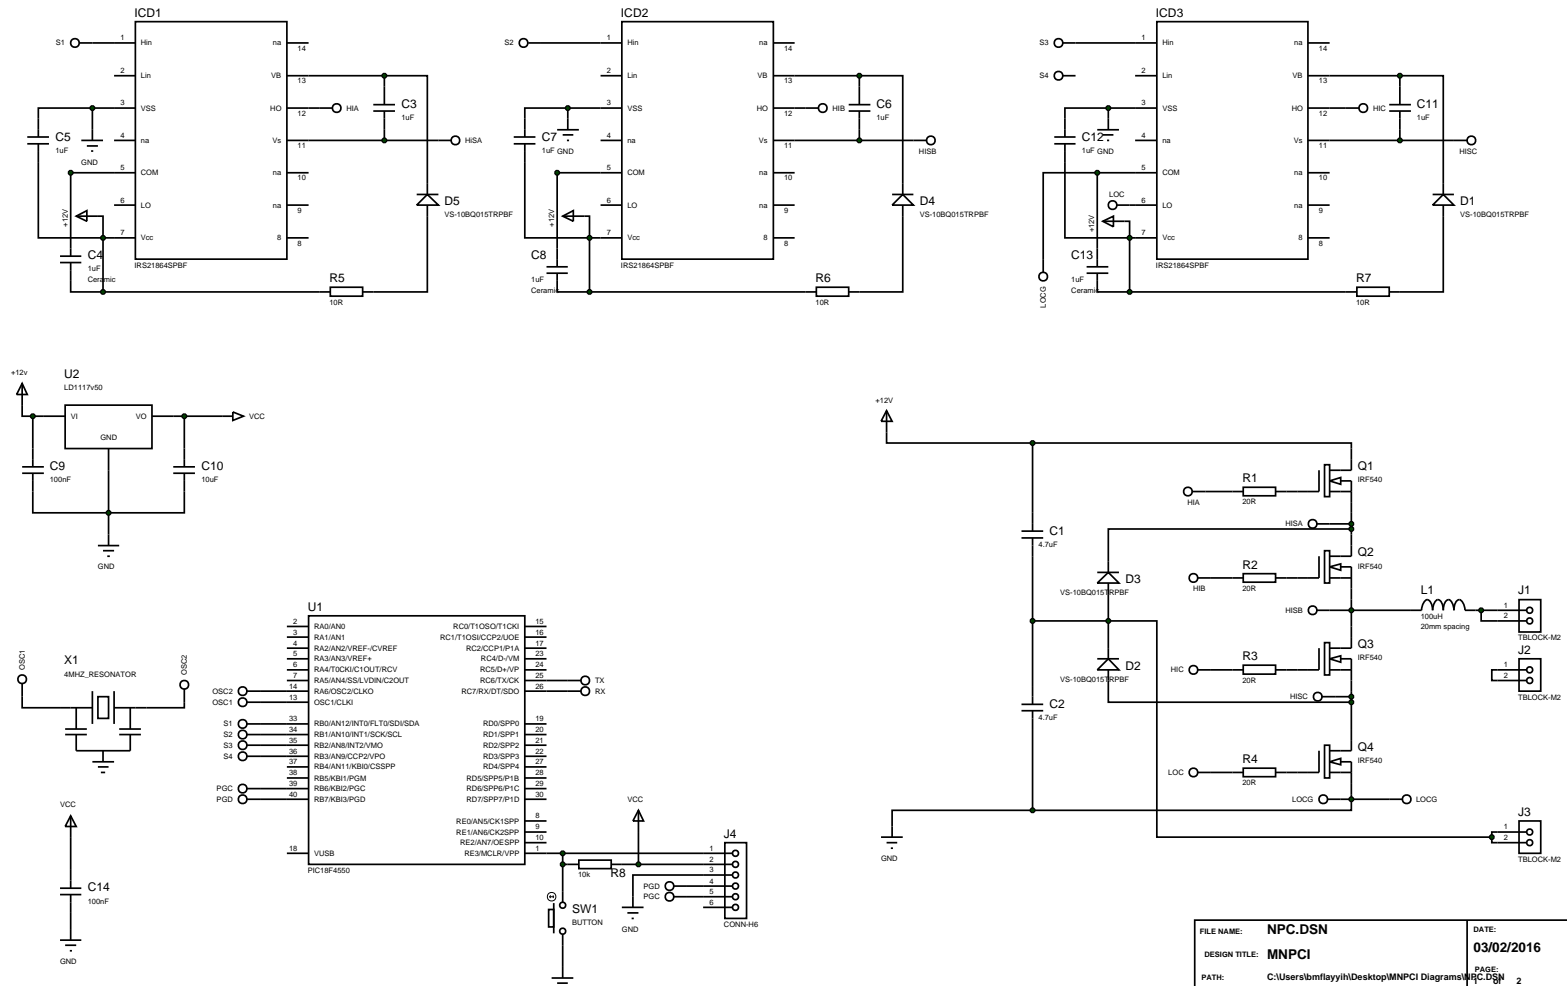 ICD1
S1
1 Hin na 14
2 Lin VB 13
3 VSS HO 12 HIA
4 na Vs 11 HISA
5 COM na 10
6 LO na 9
7 Vcc 8 8
IRS21864SPBF
C5
1uF
GND
+12V
C4
1uF
Ceramic
C3
1uF
D5
VS-10BQ015TRPBF
R5
10R
ICD2
S2
1 Hin na 14
2 Lin VB 13
3 VSS HO 12 HIB
4 na Vs 11 HISB
5 COM na 10
6 LO na 9
7 Vcc 8 8
IRS21864SPBF
C7
1uF
GND
+12V
C8
1uF
Ceramic
C6
1uF
D4
VS-10BQ015TRPBF
R6
10R
ICD3
S3
S4
1 Hin na 14
2 Lin VB 13
3 VSS HO 12 HIC
4 na Vs 11 HISC
5 COM na 10
LOC 6 LO na 9
7 Vcc 8 8
IRS21864SPBF
C12
1uF
GND
+12V
C13
1uF
Ceramic
LOCG
C11
1uF
D1
VS-10BQ015TRPBF
R7
10R
+12v
U2
LD1117v50
VI VO
GND
VCC
C9
100nF
C10
10uF
GND
OSC1
X1
4MHZ_RESONATOR
OSC2
VCC
C14
100nF
GND
U1
2 RA0/AN0 RC0/T1OSO/T1CKI 15
3 RA1/AN1 RC1/T1OSI/CCP2/UOE 16
4 RA2/AN2/VREF-/CVREF RC2/CCP1/P1A 17
5 RA3/AN3/VREF+ RC4/D-/VM 23
6 RA4/T0CKI/C1OUT/RCV RC5/D+/VP 24
7 RA5/AN4/SS/LVDIN/C2OUT RC6/TX/CK 25 TX
OSC2 14 RA6/OSC2/CLKO RC7/RX/DT/SDO 26 RX
OSC1 13 OSC1/CLKI
S1 33 RB0/AN12/INT0/FLT0/SDI/SDA RD0/SPP0 19
S2 34 RB1/AN10/INT1/SCK/SCL RD1/SPP1 20
S3 35 RB2/AN8/INT2/VMO RD2/SPP2 21
S4 36 RB3/AN9/CCP2/VPO RD3/SPP3 22
37 RB4/AN11/KBI0/CSSPP RD4/SPP4 27
38 RB5/KBI1/PGM RD5/SPP5/P1B 28
PGC 39 RB6/KBI2/PGC RD6/SPP6/P1C 29
PGD 40 RB7/KBI3/PGD RD7/SPP7/P1D 30
RE0/AN5/CK1SPP 8
RE1/AN6/CK2SPP 9
RE2/AN7/OESPP 10
18 VUSB RE3/MCLR/VPP 1
PIC18F4550
VCC
R8
10k
SW1
BUTTON
GND
J4
1
2
3
PGD 4
PGC 5
6
CONN-H6
+12V
C1
4.7uF
C2
4.7uF
GND
D3
VS-10BQ015TRPBF
D2
VS-10BQ015TRPBF
HIA
R1
20R
Q1
IRF540
HISA
HIB
R2
20R
Q2
IRF540
HISB
HIC
R3
20R
Q3
IRF540
HISC
LOC
R4
20R
Q4
IRF540
LOCG LOCG
L1
100uH
20mm spacing
J1
1
2
TBLOCK-M2
J2
1
2
TBLOCK-M2
J3
1
2
TBLOCK-M2
FILE NAME: NPC.DSN
DATE:
03/02/2016
DESIGN TITLE: MNPCI
PAGE:
PATH: C:\Users\bmflayyih\Desktop\MNPCI Diagrams\NPC.DSN
1 of 2